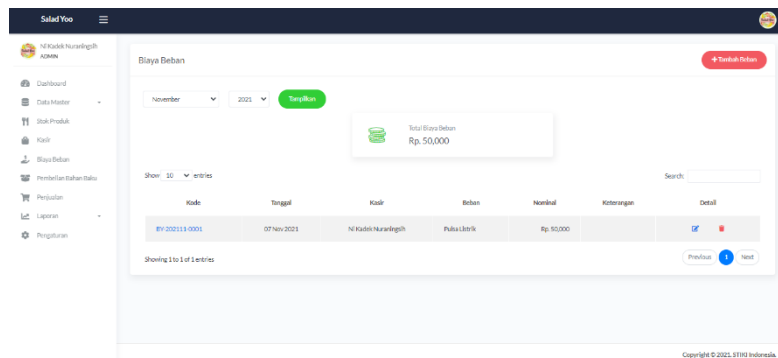 Salad Yoo
Ni Kadek Nuraningsih
ADMIN
Dashboard
Data Master
Stok Produk
Kasir
Biaya Beban
Pembelian Bahan Baku
Penjualan
Laporan
Pengaturan
Biaya Beban
+ Tambah Beban
November 2021 Tampilkan
Total Biaya Beban
Rp. 50,000
Show 10 entries
Search:
Kode Tanggal Kasir Beban Nominal Keterangan Detail
BY-202111-0001 07 Nov 2021 Ni Kadek Nuraningsih Pulsa Listrik Rp. 50,000
Showing 1 to 1 of 1 entries
Previous 1 Next
Copyright © 2021. STIKI Indonesia.